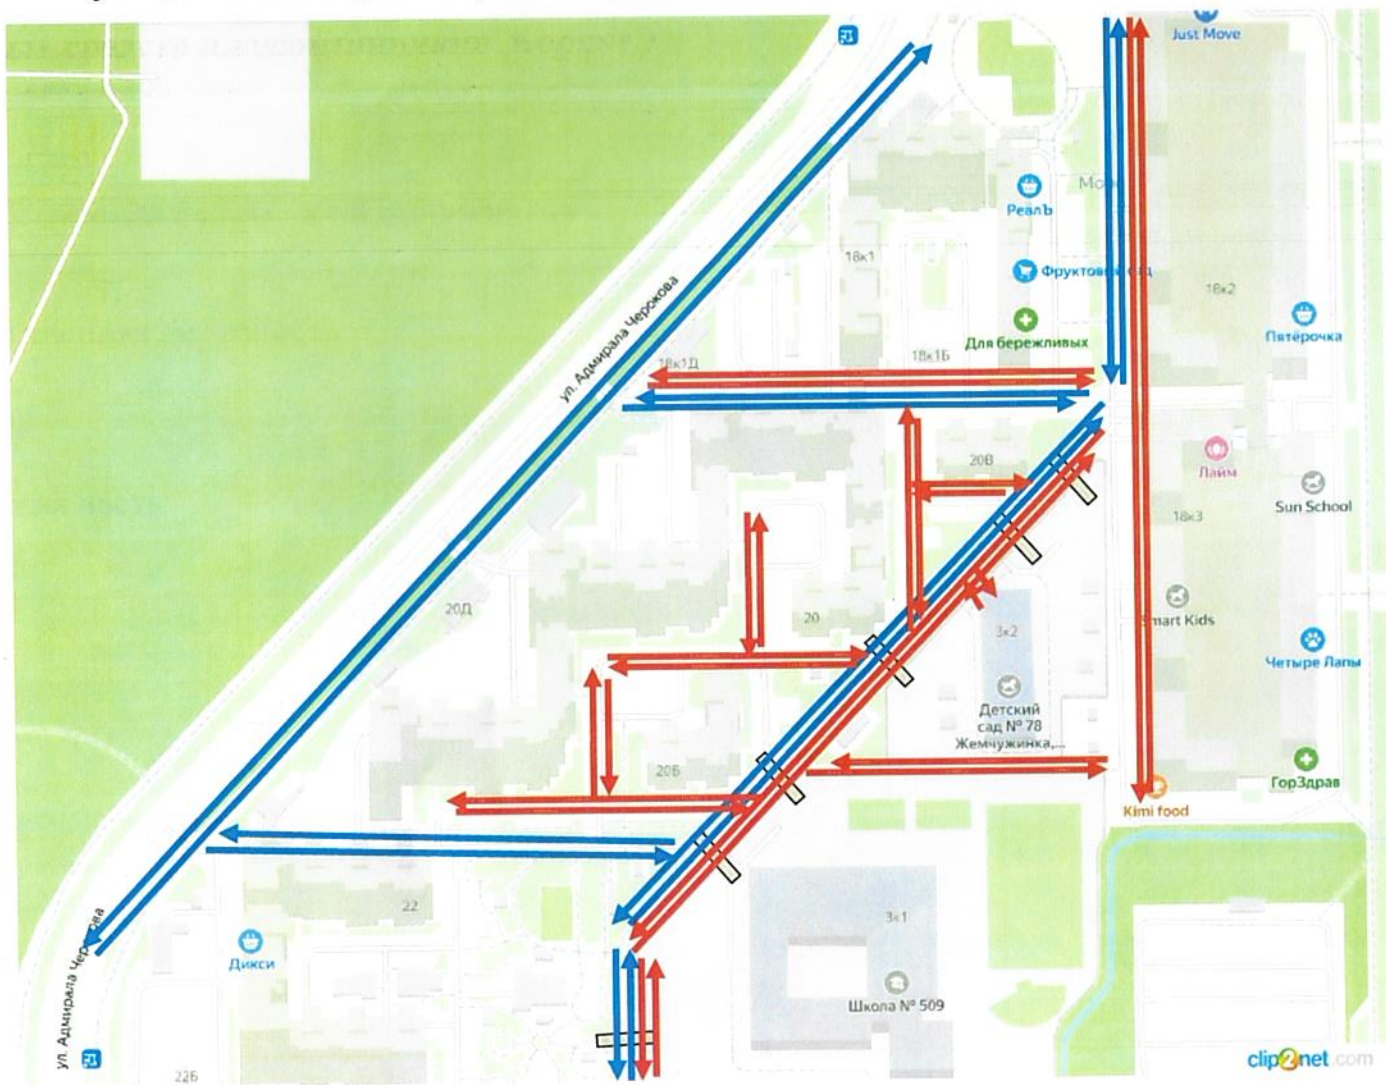 Just Move
РеалЪ
18к1
Фруктовый сад
18к2
Пятёрочка
Для бережливых
18к1Б
18к1Д
ул. Адмирала Черокова
20В
Лайм
Sun School
18к3
20Д
20
3к2
Smart Kids
Четыре Лапы
Детский
сад № 78
Жемчужинка,...
20Б
ГорЗдрав
Kimi food
22
3к1
Дикси
ул. Адмирала Черокова
Школа № 509
22Б
clip2net.com